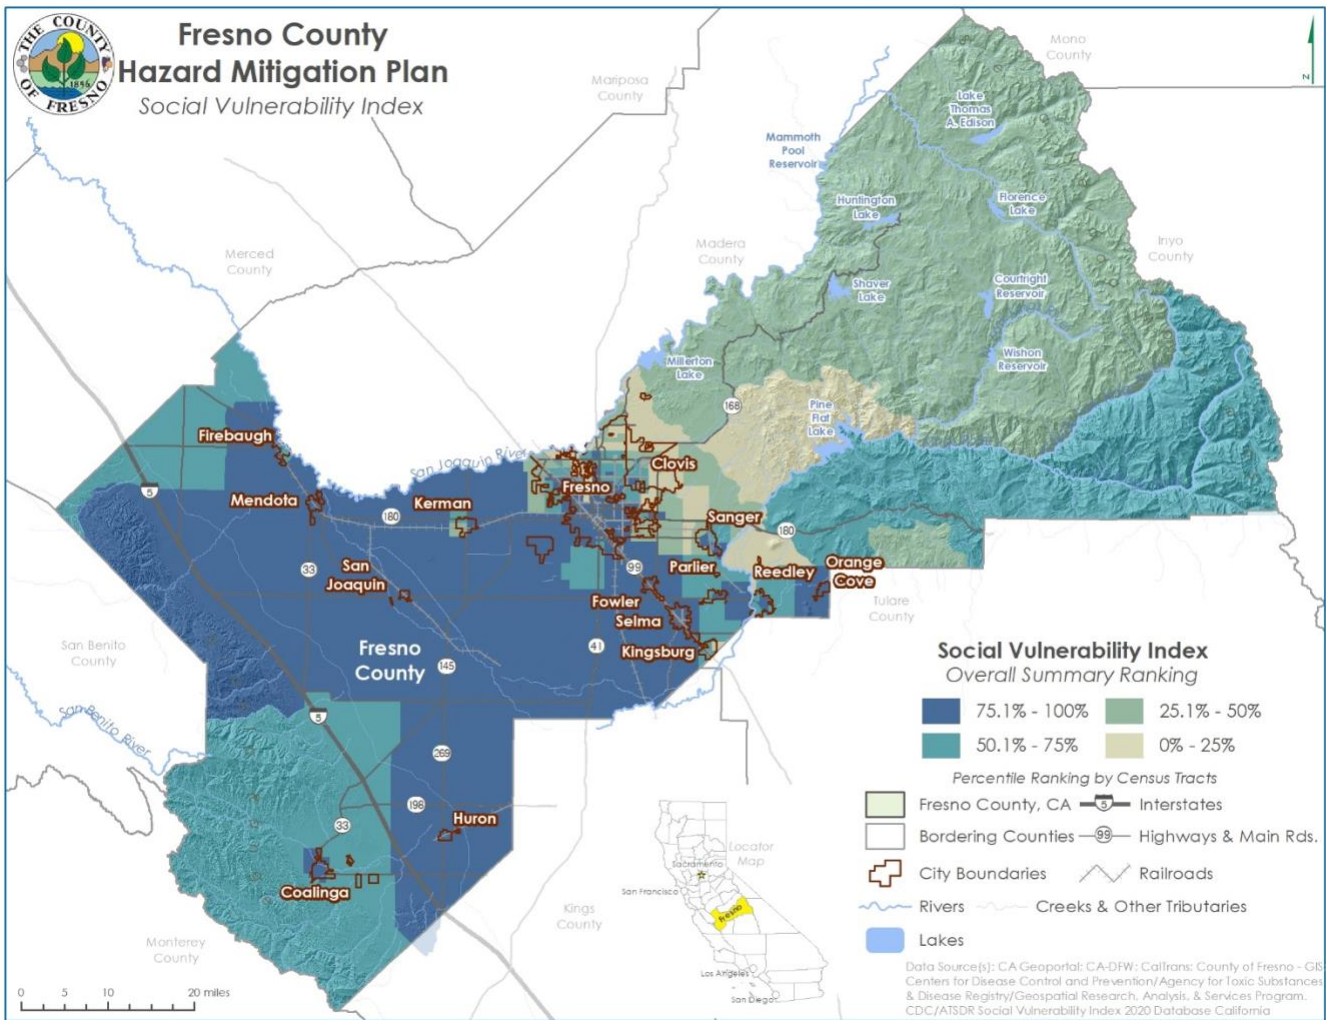 THE COUNTY OF FRESNO
1856
Fresno County
Hazard Mitigation Plan
Social Vulnerability Index
Mono
County
N
Mariposa
County
Lake
Thomas
A. Edison
Mammoth
Pool
Reservoir
Huntington
Lake
Florence
Lake
Merced
County
Madera
County
Inyo
County
Shaver
Lake
Courtright
Reservoir
Millerton
Lake
Wishon
Reservoir
168
Pine
Flat
Lake
Firebaugh
San Joaquin River
Clovis
5
Mendota
Kerman
Fresno
180
Sanger
180
San
Joaquin
33
99
Parlier
Reedley
Orange
Cove
Fowler
Selma
Tulare
County
San Benito
County
Fresno
County
145
41
Kingsburg
San Benito
River
5
269
198
Huron
33
Coalinga
Kings
County
Monterey
County
0 5 10 20 miles
Social Vulnerability Index
Overall Summary Ranking
75.1% - 100%
25.1% - 50%
50.1% - 75%
0% - 25%
Percentile Ranking by Census Tracts
Fresno County, CA
5
Interstates
Bordering Counties
99
Highways & Main Rds.
City Boundaries
Railroads
Rivers
Creeks & Other Tributaries
Lakes
Locator
Map
Sacramento
San Francisco
Fresno
Los Angeles
San Diego
Data Source(s): CA Geoportal; CA-DFW; CalTrans; County of Fresno - GIS
Centers for Disease Control and Prevention/Agency for Toxic Substances
& Disease Registry/Geospatial Research, Analysis, & Services Program.
CDC/ATSDR Social Vulnerability Index 2020 Database California